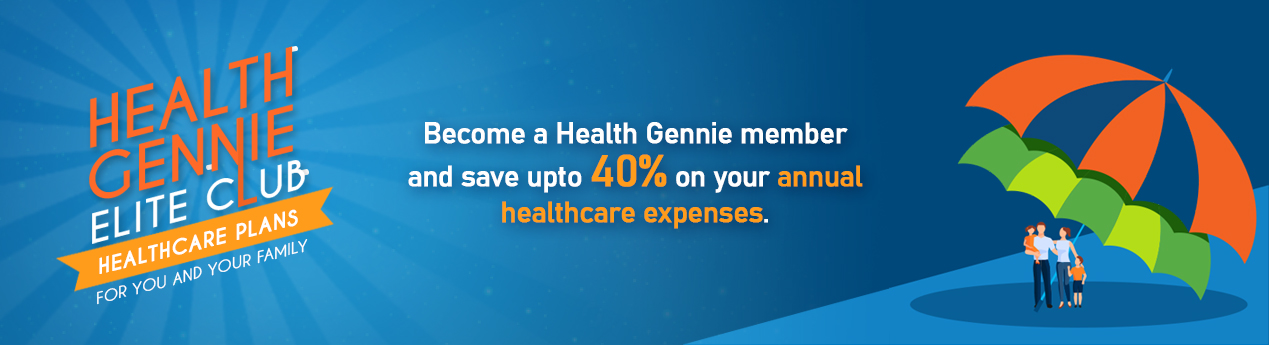 HEALTH
GENNIE
ELITE CLUB
HEALTHCARE PLANS
FOR YOU AND YOUR FAMILY
Become a Health Gennie member
and save upto 40% on your annual
healthcare expenses.